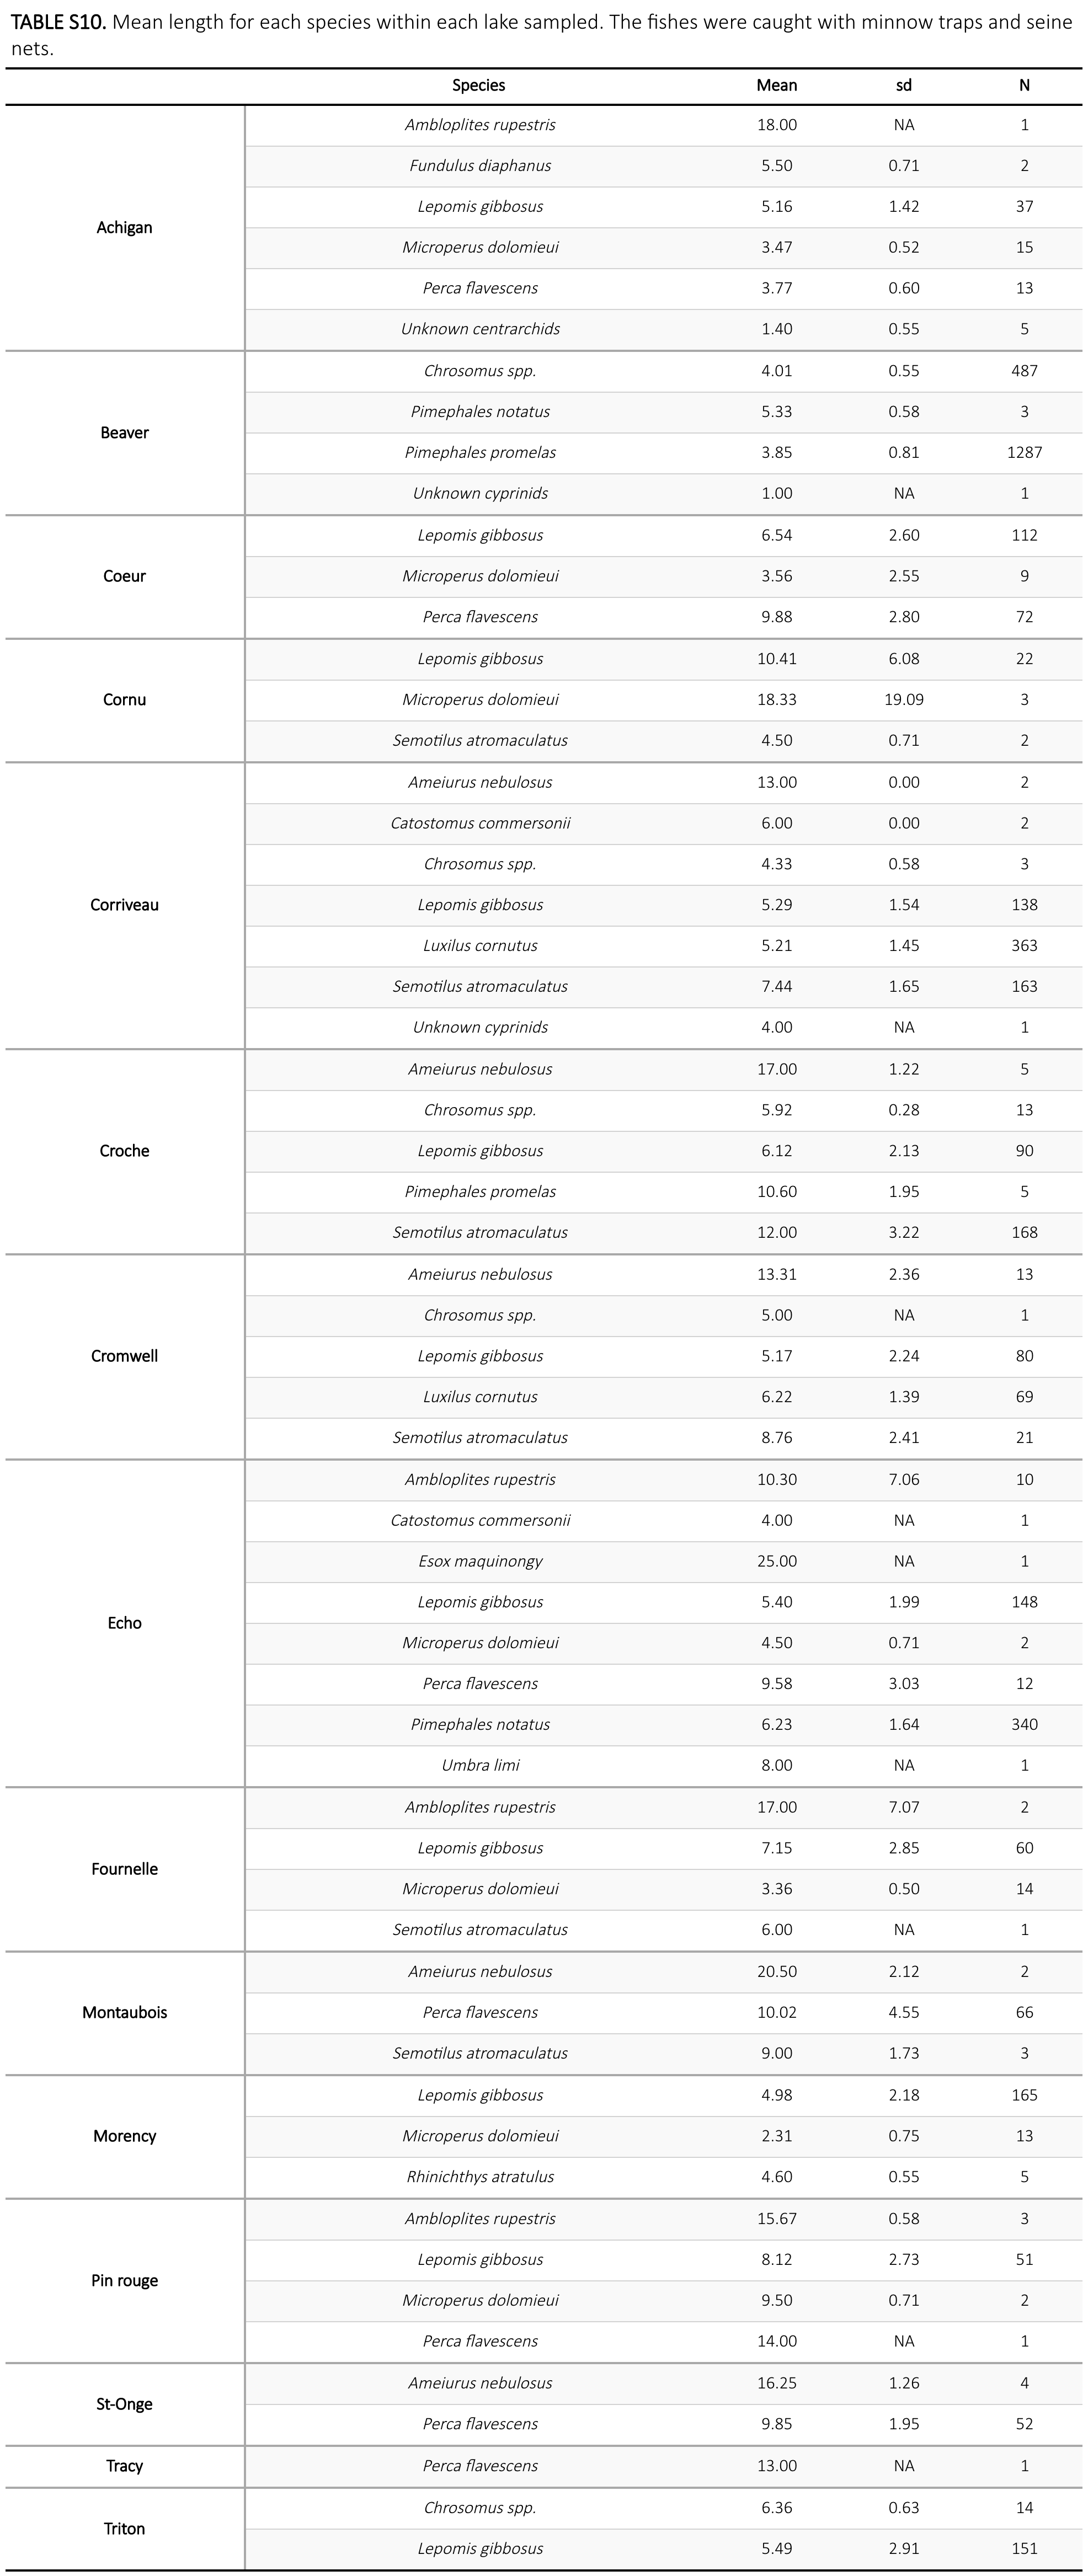 TABLE S10. Mean length for each species within each lake sampled. The fishes were caught with minnow traps and seine
nets.
Species Mean sd N
Achigan
Ambloplites rupestris 18.00 NA 1
Fundulus diaphanus 5.50 0.71 2
Lepomis gibbosus 5.16 1.42 37
Microperus dolomieui 3.47 0.52 15
Perca flavescens 3.77 0.60 13
Unknown centrarchids 1.40 0.55 5
Beaver
Chrosomus spp. 4.01 0.55 487
Pimephales notatus 5.33 0.58 3
Pimephales promelas 3.85 0.81 1287
Unknown cyprinids 1.00 NA 1
Coeur
Lepomis gibbosus 6.54 2.60 112
Microperus dolomieui 3.56 2.55 9
Perca flavescens 9.88 2.80 72
Cornu
Lepomis gibbosus 10.41 6.08 22
Microperus dolomieui 18.33 19.09 3
Semotilus atromaculatus 4.50 0.71 2
Corriveau
Ameiurus nebulosus 13.00 0.00 2
Catostomus commersonii 6.00 0.00 2
Chrosomus spp. 4.33 0.58 3
Lepomis gibbosus 5.29 1.54 138
Luxilus cornutus 5.21 1.45 363
Semotilus atromaculatus 7.44 1.65 163
Unknown cyprinids 4.00 NA 1
Croche
Ameiurus nebulosus 17.00 1.22 5
Chrosomus spp. 5.92 0.28 13
Lepomis gibbosus 6.12 2.13 90
Pimephales promelas 10.60 1.95 5
Semotilus atromaculatus 12.00 3.22 168
Cromwell
Ameiurus nebulosus 13.31 2.36 13
Chrosomus spp. 5.00 NA 1
Lepomis gibbosus 5.17 2.24 80
Luxilus cornutus 6.22 1.39 69
Semotilus atromaculatus 8.76 2.41 21
Echo
Ambloplites rupestris 10.30 7.06 10
Catostomus commersonii 4.00 NA 1
Esox maquinongy 25.00 NA 1
Lepomis gibbosus 5.40 1.99 148
Microperus dolomieui 4.50 0.71 2
Perca flavescens 9.58 3.03 12
Pimephales notatus 6.23 1.64 340
Umbra limi 8.00 NA 1
Fournelle
Ambloplites rupestris 17.00 7.07 2
Lepomis gibbosus 7.15 2.85 60
Microperus dolomieui 3.36 0.50 14
Semotilus atromaculatus 6.00 NA 1
Montaubois
Ameiurus nebulosus 20.50 2.12 2
Perca flavescens 10.02 4.55 66
Semotilus atromaculatus 9.00 1.73 3
Morency
Lepomis gibbosus 4.98 2.18 165
Microperus dolomieui 2.31 0.75 13
Rhinichthys atratulus 4.60 0.55 5
Pin rouge
Ambloplites rupestris 15.67 0.58 3
Lepomis gibbosus 8.12 2.73 51
Microperus dolomieui 9.50 0.71 2
Perca flavescens 14.00 NA 1
St-Onge
Ameiurus nebulosus 16.25 1.26 4
Perca flavescens 9.85 1.95 52
Tracy
Perca flavescens 13.00 NA 1
Triton
Chrosomus spp. 6.36 0.63 14
Lepomis gibbosus 5.49 2.91 151